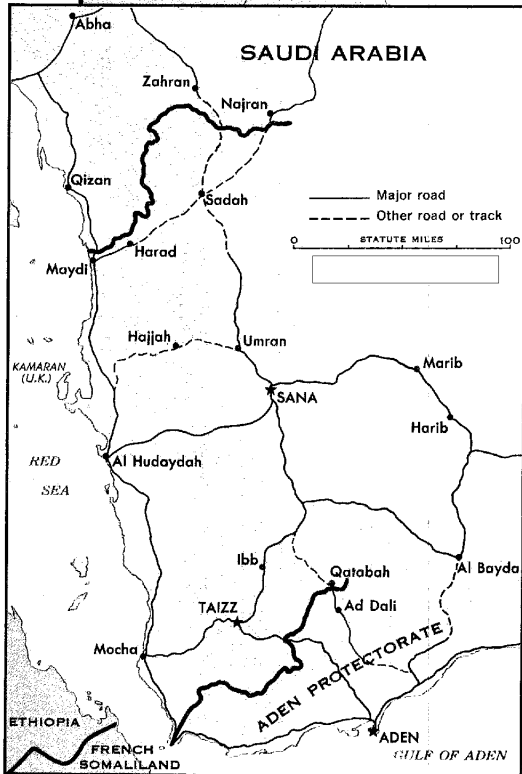 Abha
SAUDI ARABIA
Zahran
Najran
Qizan
Sadah
Major road
Other road or track
0 STATUTE MILES 100
Harad
Maydi
Hajjah
Umran
KAMARAN
(U.K.)
Marib
SANA
Harib
RED
SEA
Al Hudaydah
Ibb
Qatabah
Al Bayda
TAIZZ
Ad Dali
Mocha
ADEN PROTECTORATE
ETHIOPIA
FRENCH
SOMALILAND
ADEN
GULF OF ADEN